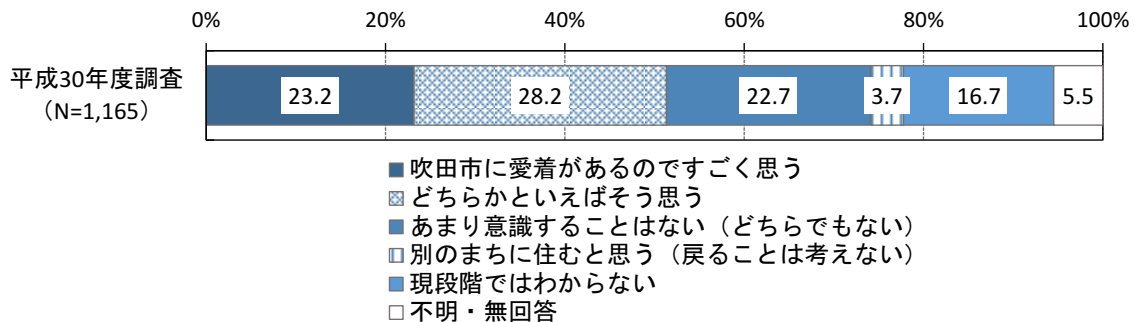 0% 20% 40% 60% 80% 100%
平成30年度調査
（N=1,165）
23.2 28.2 22.7 3.7 16.7 5.5
吹田市に愛着があるのですごく思う
どちらかといえばそう思う
あまり意識することはない（どちらでもない）
別のまちに住むと思う（戻ることは考えない）
現段階ではわからない
不明・無回答